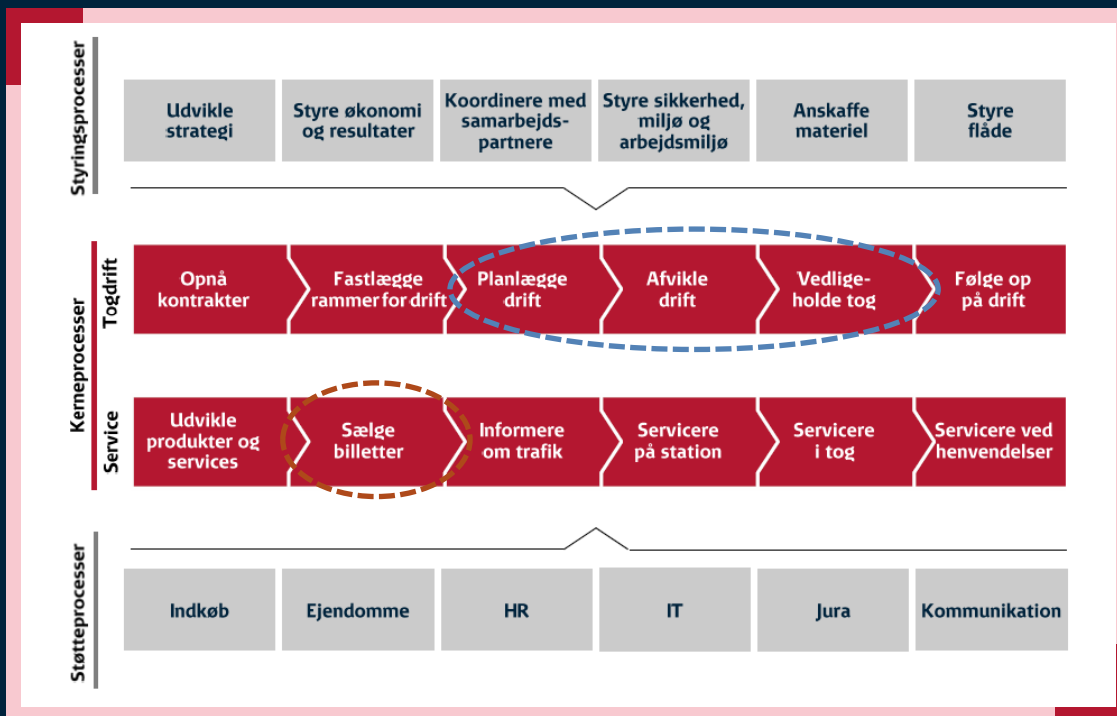 Styringsprocesser
Udvikle
strategi
Styre økonomi
og resultater
Koordinere med
samarbejds-
partnere
Styre sikkerhed,
miljø og
arbejdsmiljø
Anskaffe
materiel
Styre
flåde
Kerneprocesser
Togdrift
Opnå
kontrakter
Fastlægge
rammer for drift
Planlægge
drift
Afvikle
drift
Vedlige-
holde tog
Følge op
på drift
Service
Udvikle
produkter og
services
Sælge
billetter
Informere
om trafik
Servicere
på station
Servicere
i tog
Servicere ved
henvendelser
Støtteprocesser
Indkøb
Ejendomme
HR
IT
Jura
Kommunikation